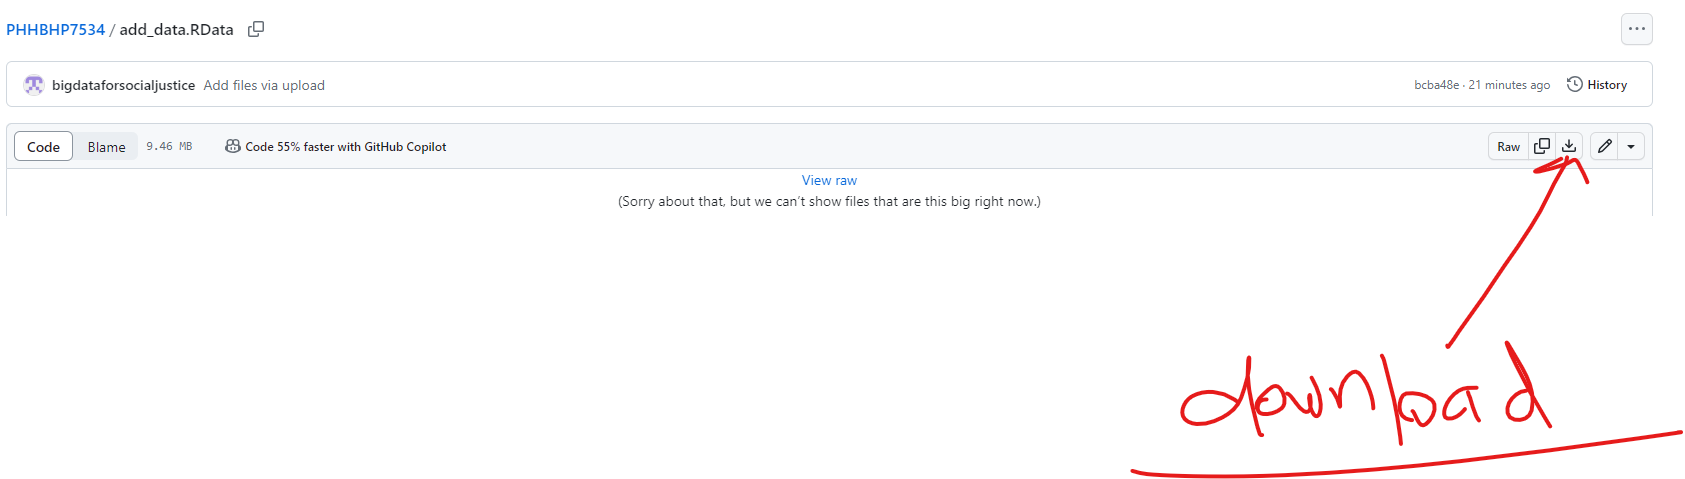 PHHBHP7534 / add_data.RData
bigdataforsocialjustice Add files via upload bcba48e · 21 minutes ago History
Code Blame 9.46 MB Code 55% faster with GitHub Copilot Raw
View raw
(Sorry about that, but we can't show files that are this big right now.)
download